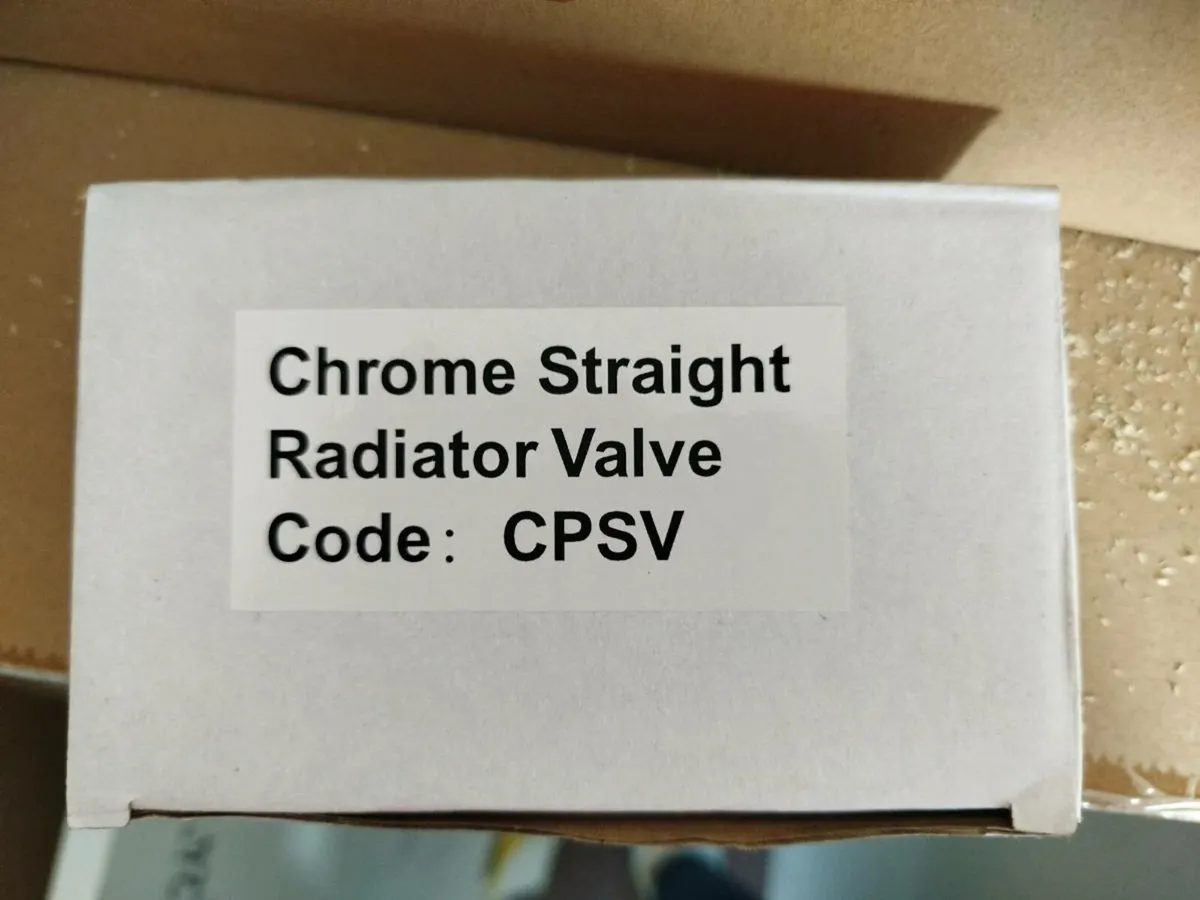 Chrome Straight
Radiator Valve
Code： CPSV